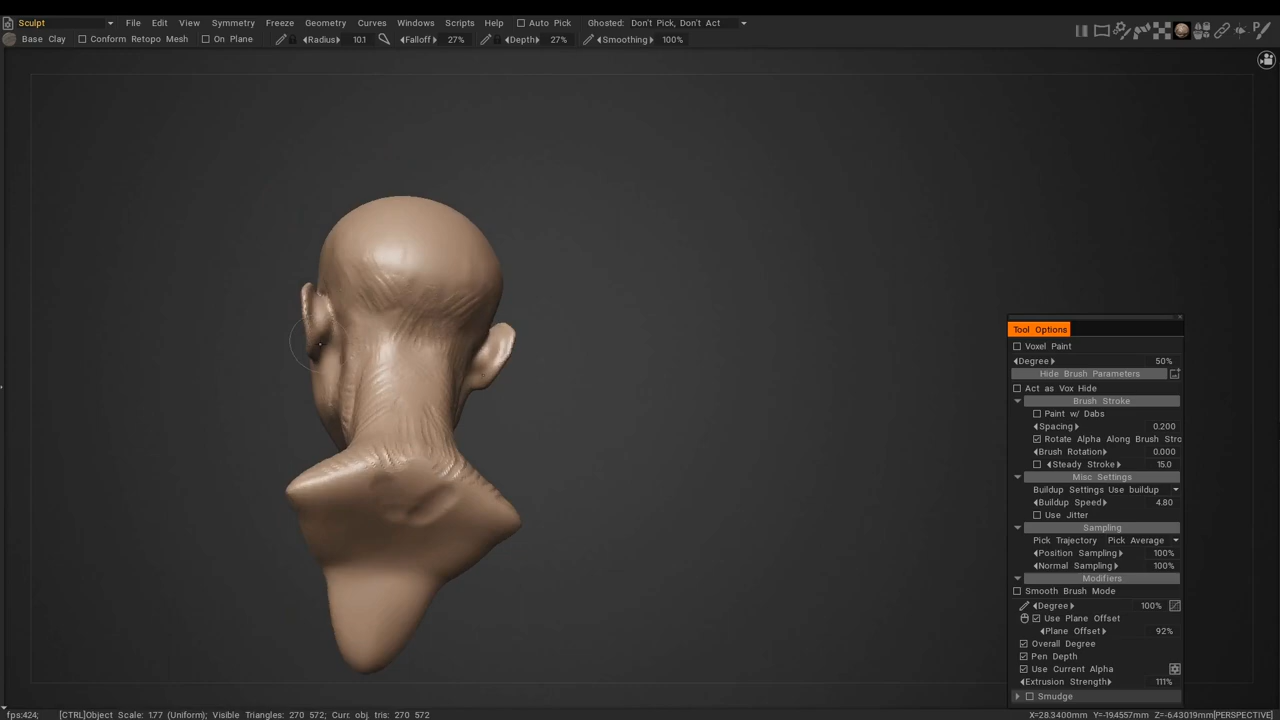 Sculpt File Edit View Symmetry Freeze Geometry Curves Windows Scripts Help Auto Pick Ghosted: Don't Pick, Don't Act
Base Clay Conform Retopo Mesh On Plane Radius 10.1 Falloff 27% Depth 27% Smoothing 100%
Tool Options
Voxel Paint
Degree 50%
Hide Brush Parameters
Act as Vox Hide
Brush Stroke
Paint w/ Dabs
Spacing 0.200
Rotate Alpha Along Brush Stro
Brush Rotation 0.000
Steady Stroke 15.0
Misc Settings
Buildup Settings Use buildup
Buildup Speed 4.80
Use Jitter
Sampling
Pick Trajectory Pick Average
Position Sampling 100%
Normal Sampling 100%
Modifiers
Smooth Brush Mode
Degree 100%
Use Plane Offset
Plane Offset 92%
Overall Degree
Pen Depth
Use Current Alpha
Extrusion Strength 111%
Smudge
fps:424; [CTRL]Object Scale: 1.77 (Uniform); Visible Triangles: 270 572; Curr. obj. tris: 270 572 X=28.3400mm Y=-19.4557mm Z=-6.43019mm [PERSPECTIVE]